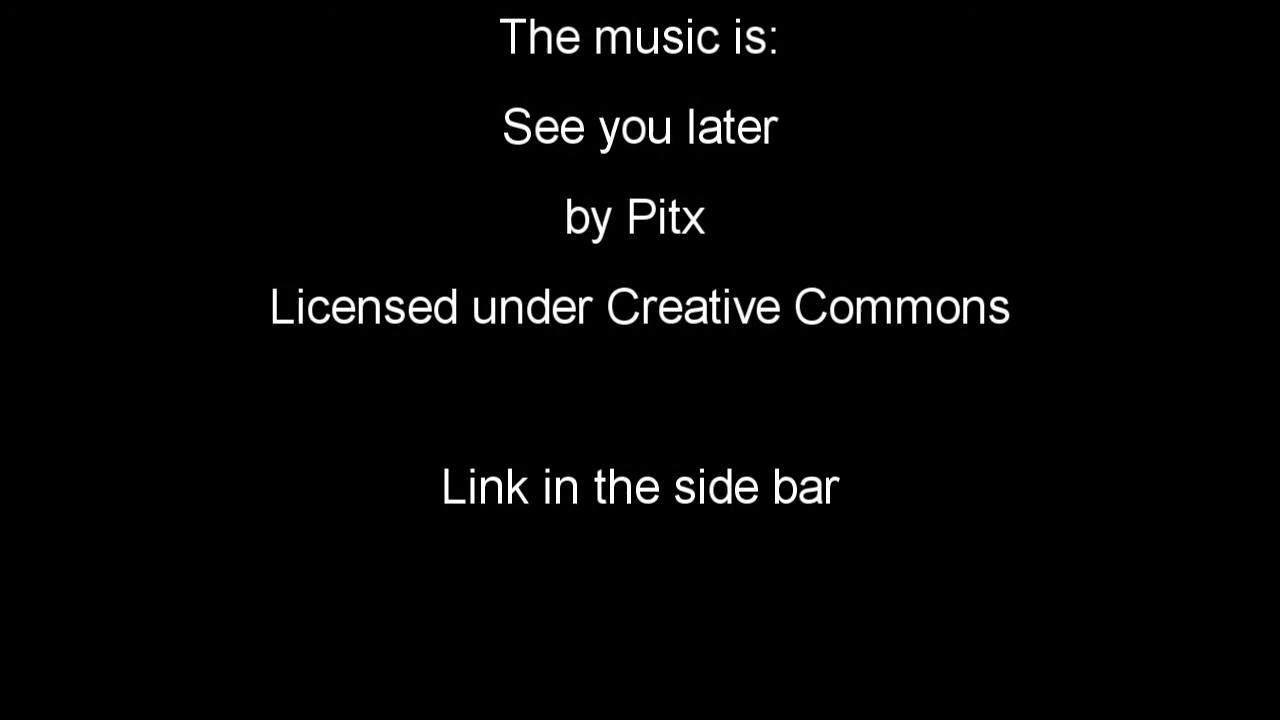 The music is:
See you later
by Pitx
Licensed under Creative Commons
Link in the side bar